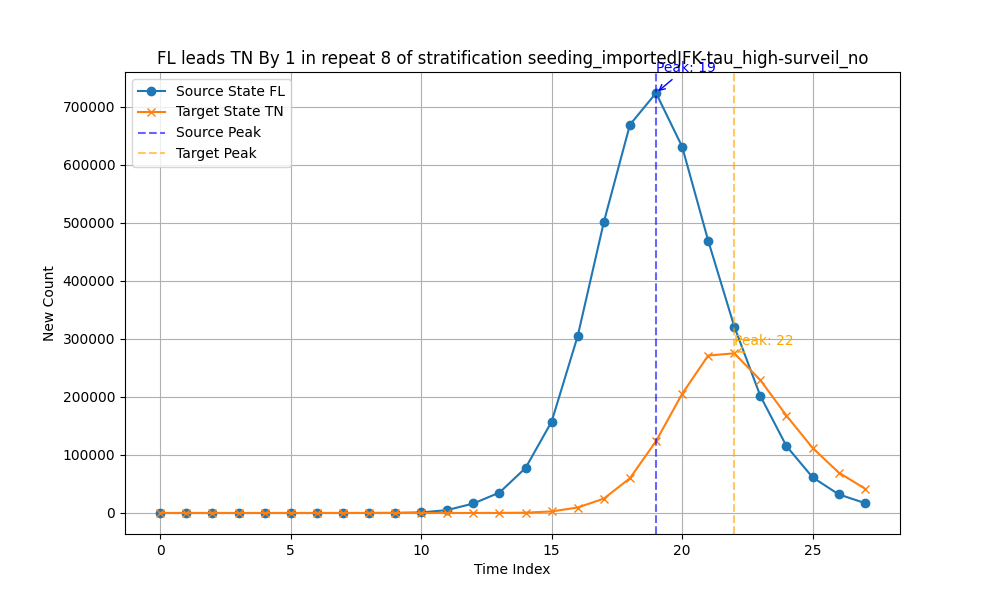 FL leads TN By 1 in repeat 8 of stratification seeding_importedJFK-tau_high-surveil_no
Peak: 19
Source State FL
Target State TN
Source Peak
Target Peak
Peak: 22
700000
600000
500000
400000
300000
200000
100000
0
New Count
0 5 10 15 20 25
Time Index